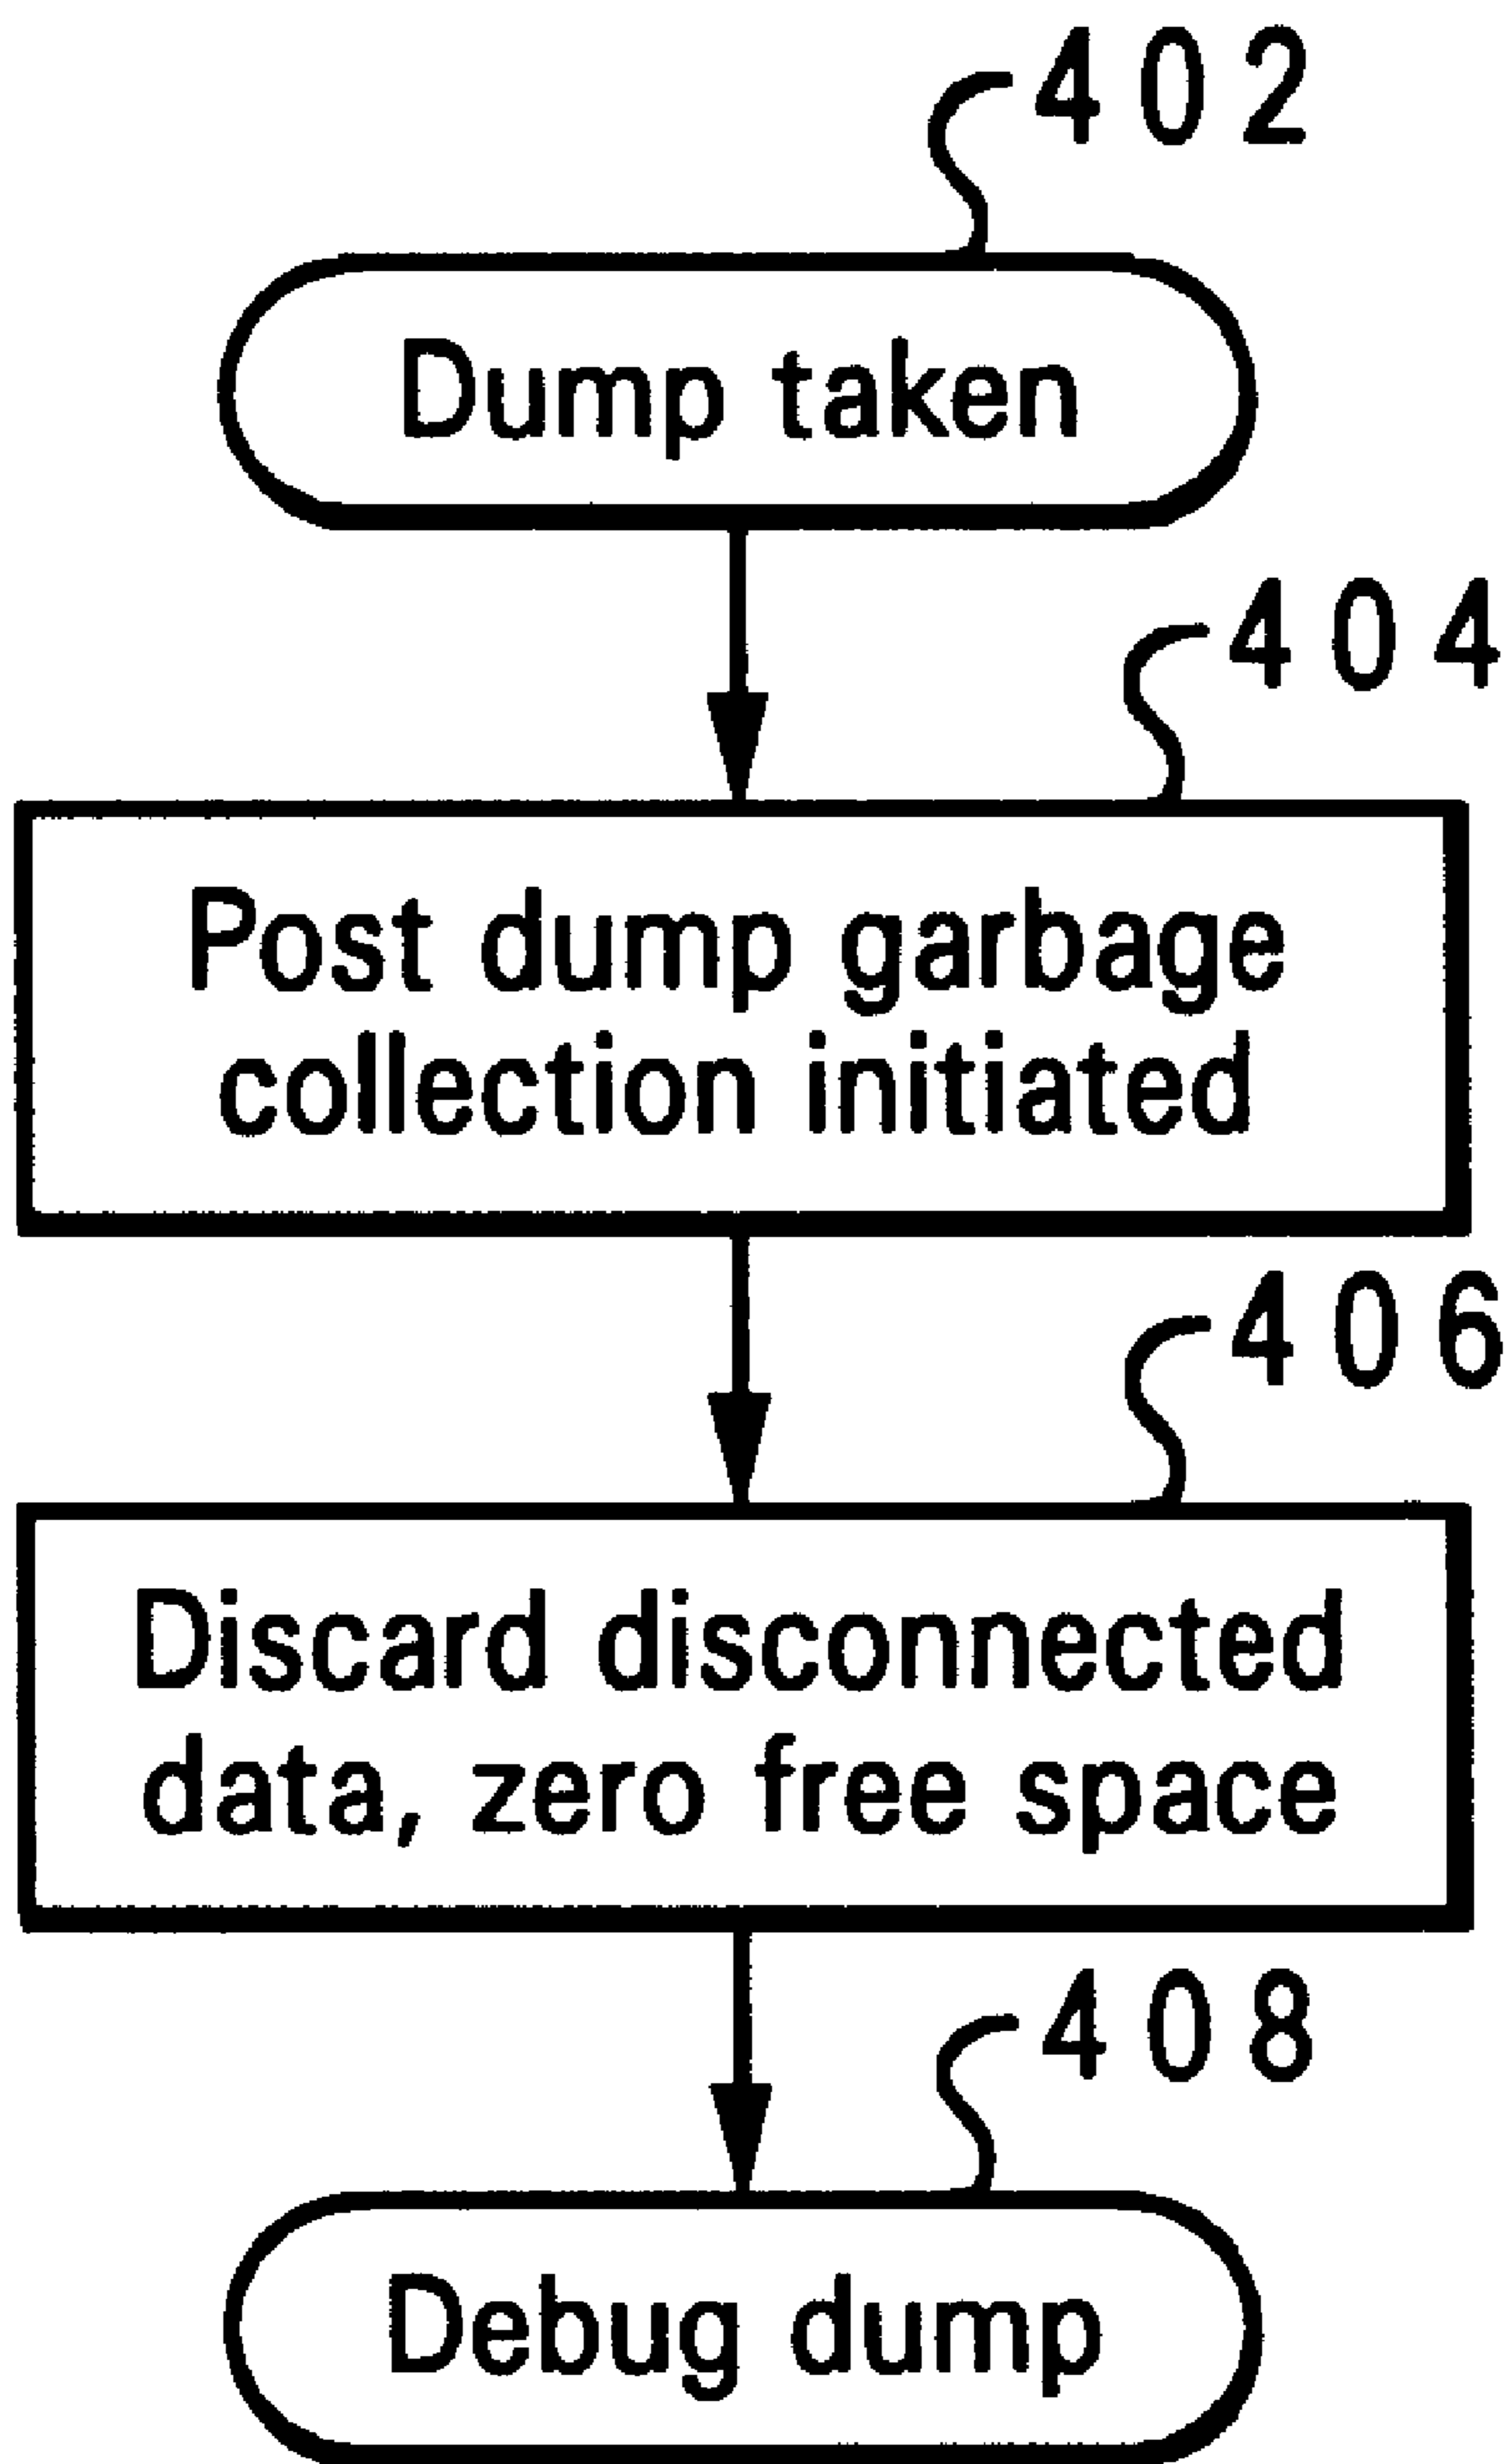 402
Dump taken
404
Post dump garbage
collection initiated
406
Discard disconnected
data, zero free space
408
Debug dump